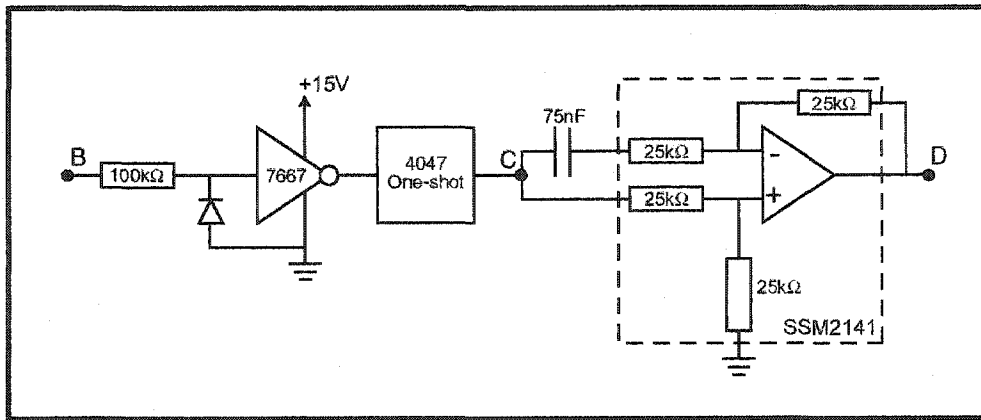 +15V
75nF
25kΩ
B
100kΩ
7667
4047
One-shot
C
25kΩ
-
D
25kΩ
+
25kΩ
SSM2141